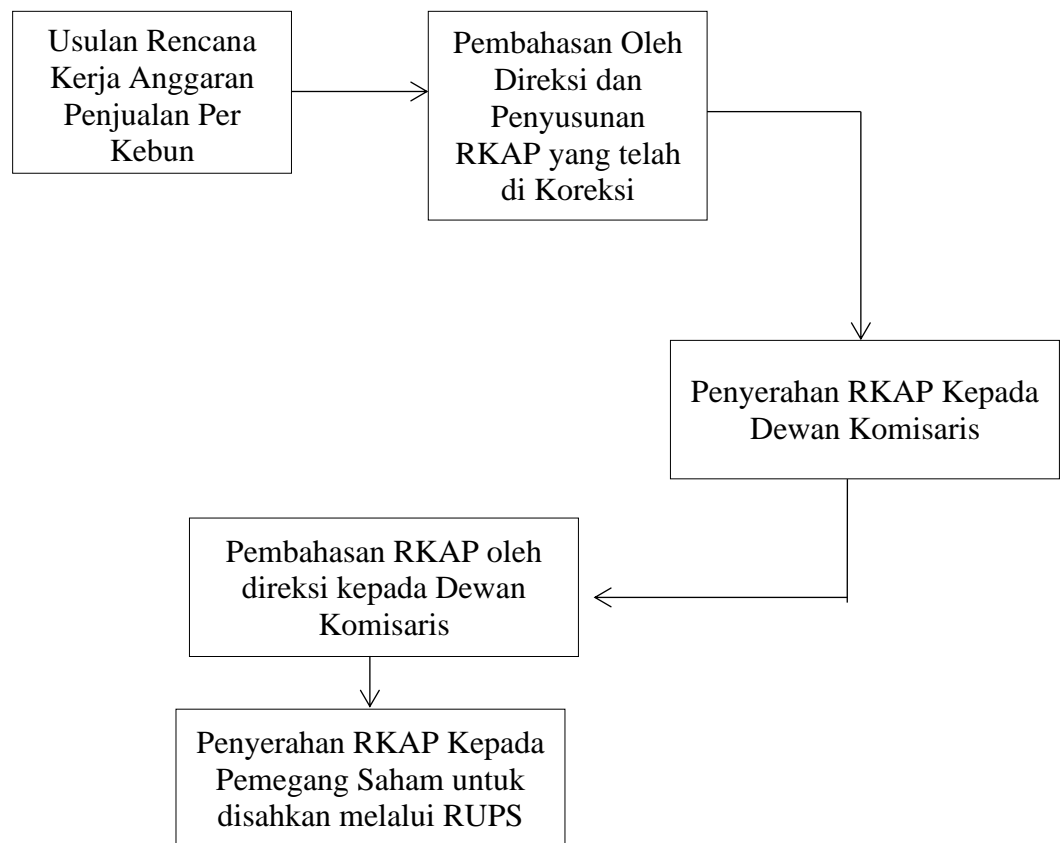 Usulan Rencana
Kerja Anggaran
Penjualan Per
Kebun
Pembahasan Oleh
Direksi dan
Penyusunan
RKAP yang telah
di Koreksi
Penyerahan RKAP Kepada
Dewan Komisaris
Pembahasan RKAP oleh
direksi kepada Dewan
Komisaris
Penyerahan RKAP Kepada
Pemegang Saham untuk
disahkan melalui RUPS